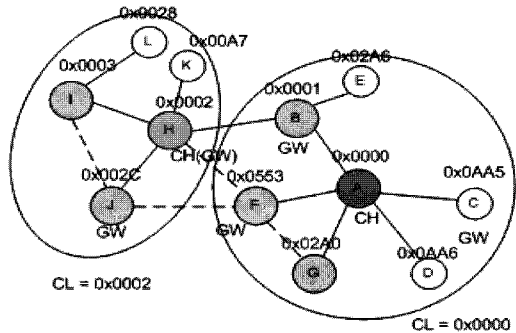 0x0028
L
0x00A7
0x0003
K
0x02A6
I
0x0002
0x0001
E
H
B
CH(GW)
GW
0x0000
0x002C
0x0553
A
0x0AA5
J
F
CH
C
GW
GW
0x02A0
GW
0x0AA6
G
D
CL = 0x0002
CL = 0x0000